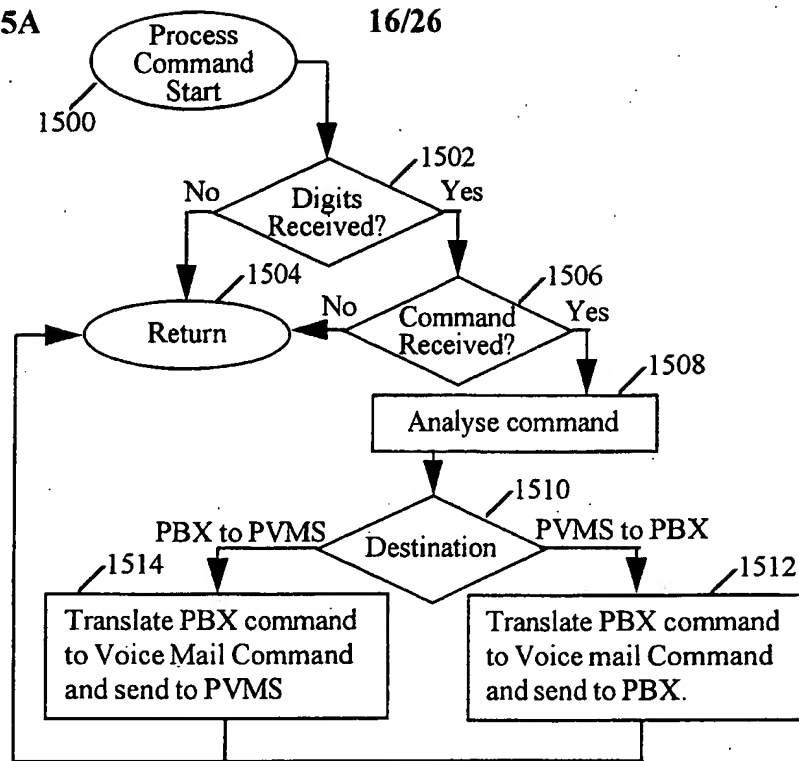 5A
16/26
Process
Command
Start
1500
1502
No
Digits
Received?
Yes
1504
Return
1506
No
Command
Received?
Yes
1508
Analyse command
1510
PBX to PVMS
Destination
PVMS to PBX
1514
Translate PBX command
to Voice Mail Command
and send to PVMS
1512
Translate PBX command
to Voice mail Command
and send to PBX.